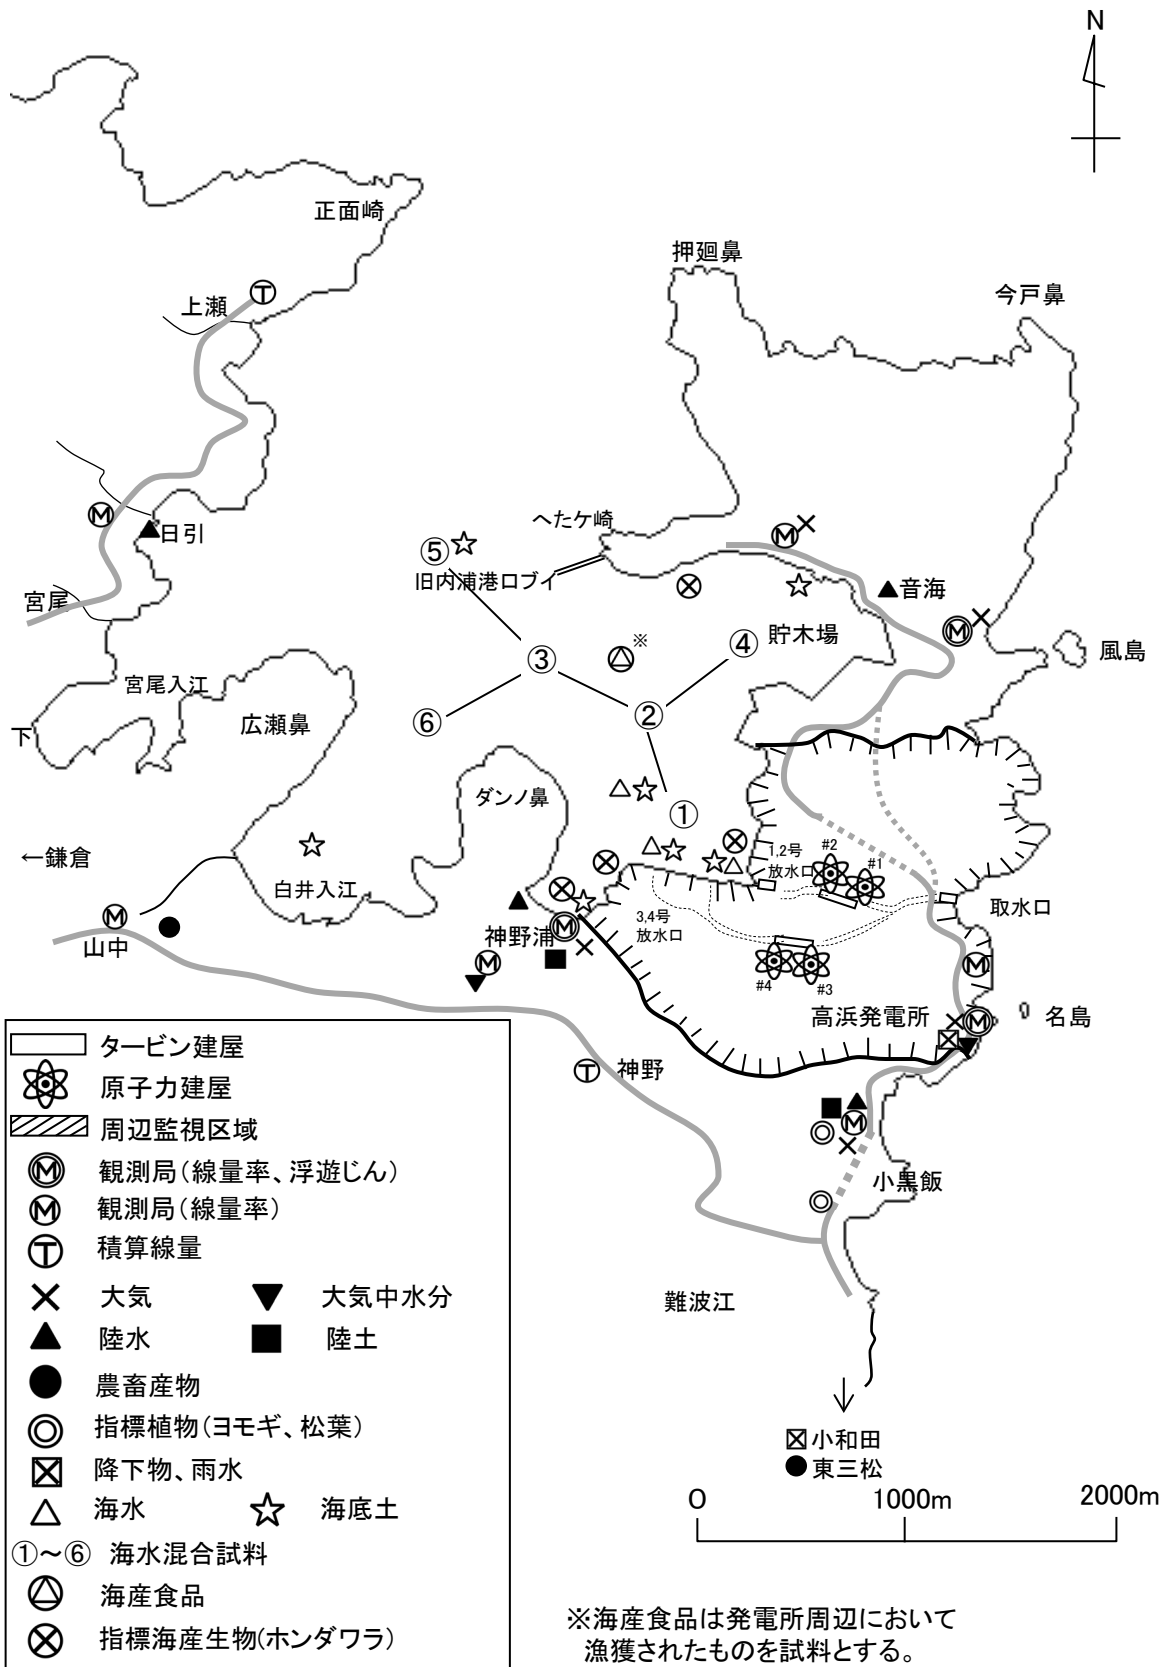 N
正面崎
押廻鼻
今戸鼻
上瀬
T
へたケ崎
M
M
日引
⑤
旧内浦港口ブイ
音海
宮尾
M
※
④
貯木場
③
風島
宮尾入江
広瀬鼻
②
⑥
下
ダンノ鼻
①
#2
1,2号
放水口
#1
←鎌倉
白井入江
取水口
M
3,4号
放水口
神野浦
M
山中
M
M
#4
#3
高浜発電所
M
名島
T
神野
M
小黒飯
難波江
タービン建屋
原子力建屋
周辺監視区域
M 観測局(線量率、浮遊じん)
M 観測局(線量率)
T 積算線量
大気
大気中水分
陸水
陸土
農畜産物
指標植物(ヨモギ、松葉)
降下物、雨水
海水
海底土
①~⑥ 海水混合試料
海産食品
指標海産生物(ホンダワラ)
小和田
東三松
O 1000m 2000m
※海産食品は発電所周辺において
漁獲されたものを試料とする。